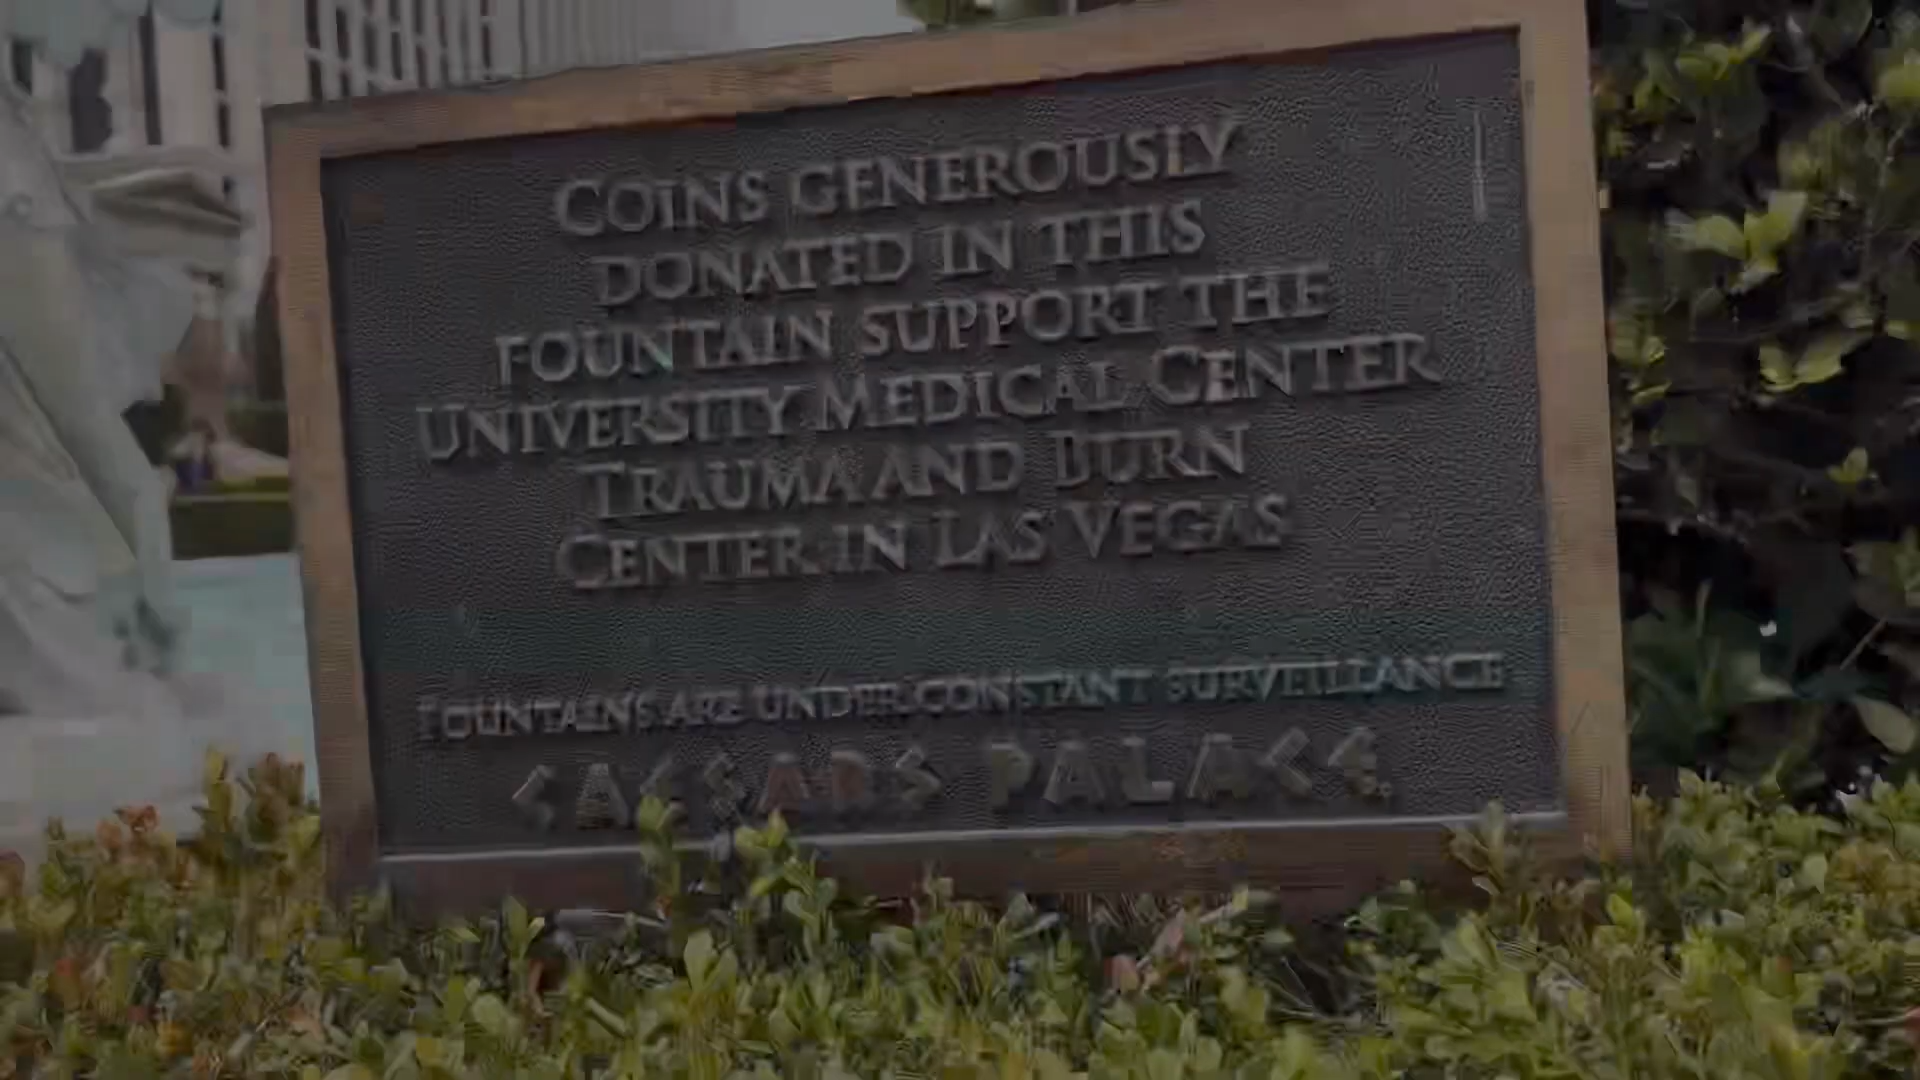 COINS GENEROUSLY
DONATED IN THIS
FOUNTAIN SUPPORT THE
UNIVERSITY MEDICAL CENTER
TRAUMA AND BURN
CENTER IN LAS VEGAS
FOUNTAINS ARE UNDER CONSTANT SURVEILLANCE
CAESARS PALACE